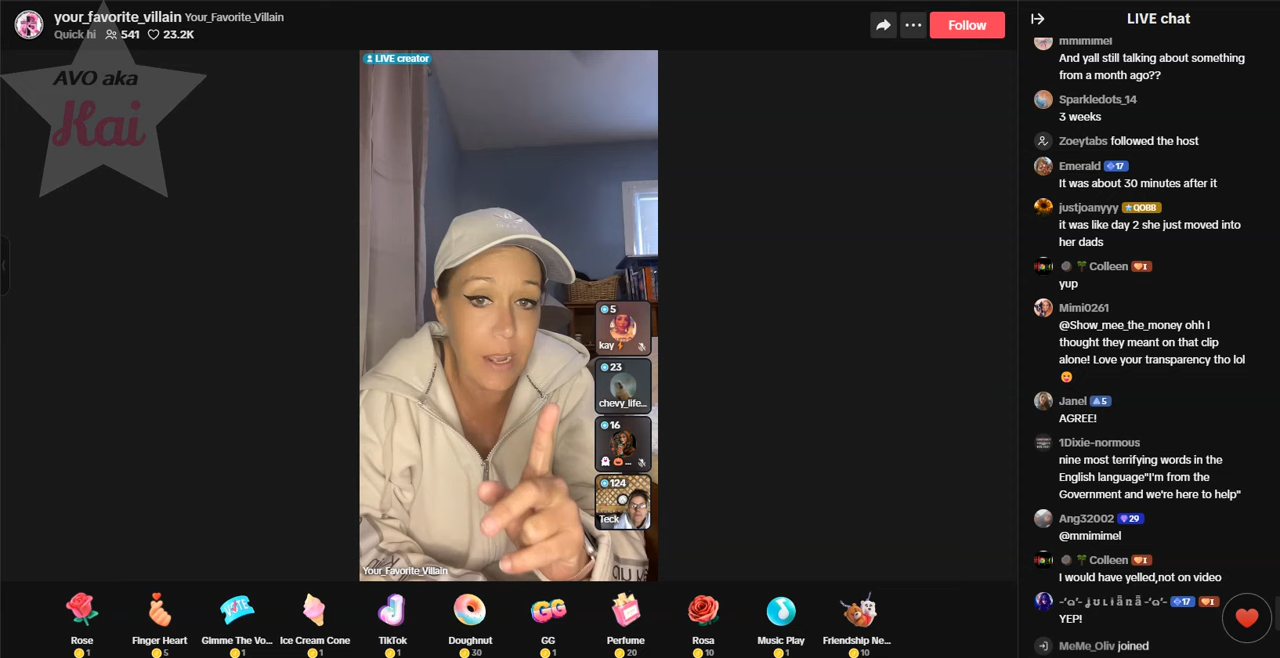 your_favorite_villain Your_Favorite_Villain
Quick hi 541 23.2K
Follow
AVO aka
Kai
LIVE creator
5
kay
23
chevy_life...
16
...
124
Teck
Your_Favorite_Villain
Rose
1
Finger Heart
5
Gimme The Vo...
1
Ice Cream Cone
1
TikTok
1
Doughnut
30
GG
1
Perfume
20
Rosa
10
Music Play
1
Friendship Ne...
10
LIVE chat
mmimimel
And yall still talking about something
from a month ago??
Sparkledots_14
3 weeks
Zoeytabs followed the host
Emerald 17
It was about 30 minutes after it
justjoanyyy QOBB
it was like day 2 she just moved into
her dads
Colleen I
yup
Mimi0261
@Show_mee_the_money ohh I
thought they meant on that clip
alone! Love your transparency tho lol
Janel 5
AGREE!
1Dixie-normous
nine most terrifying words in the
English language"I'm from the
Government and we're here to help"
Ang32002 29
@mmimimel
Colleen I
I would have yelled,not on video
17 I
YEP!
MeMe_Oliv joined